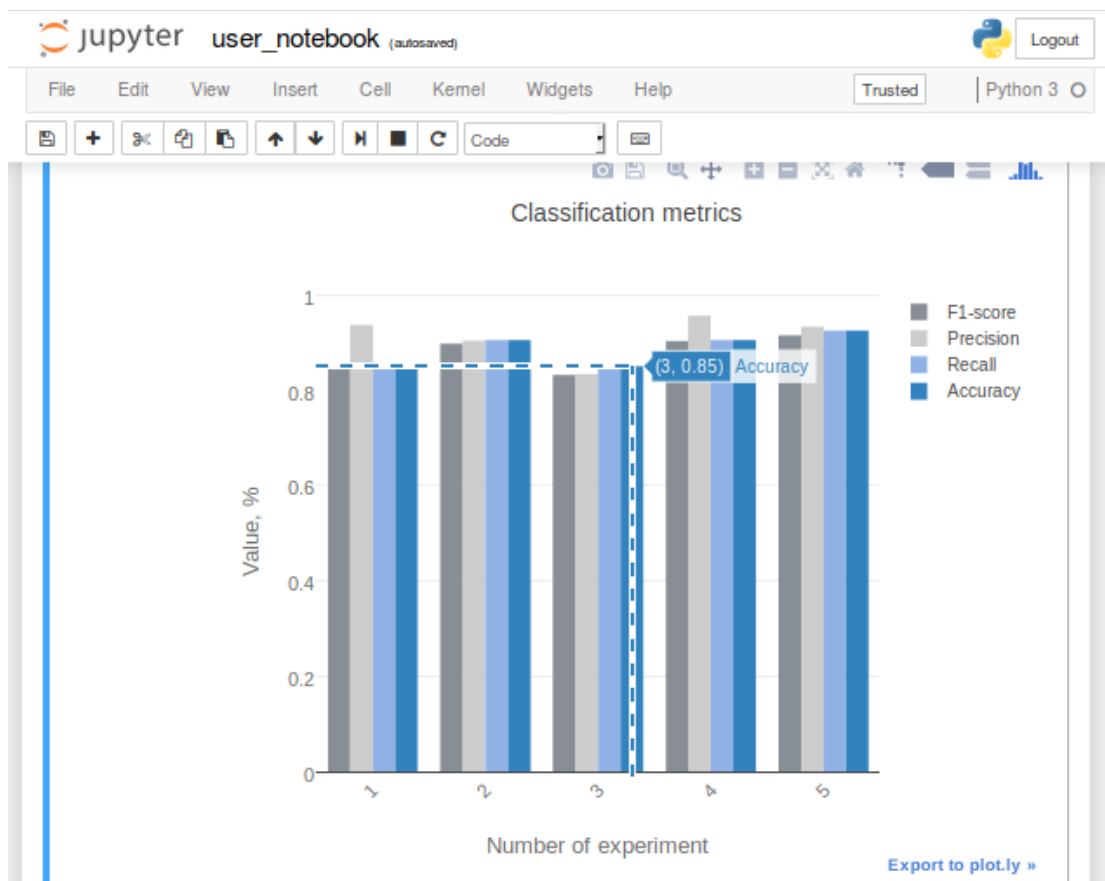 jupyter user_notebook (autosaved) Logout
File Edit View Insert Cell Kernel Widgets Help Trusted Python 3
Code
Classification metrics
1
0.8
0.6
0.4
0.2
0
Value, %
(3, 0.85) Accuracy
F1-score
Precision
Recall
Accuracy
1 2 3 4 5
Number of experiment
Export to plot.ly »